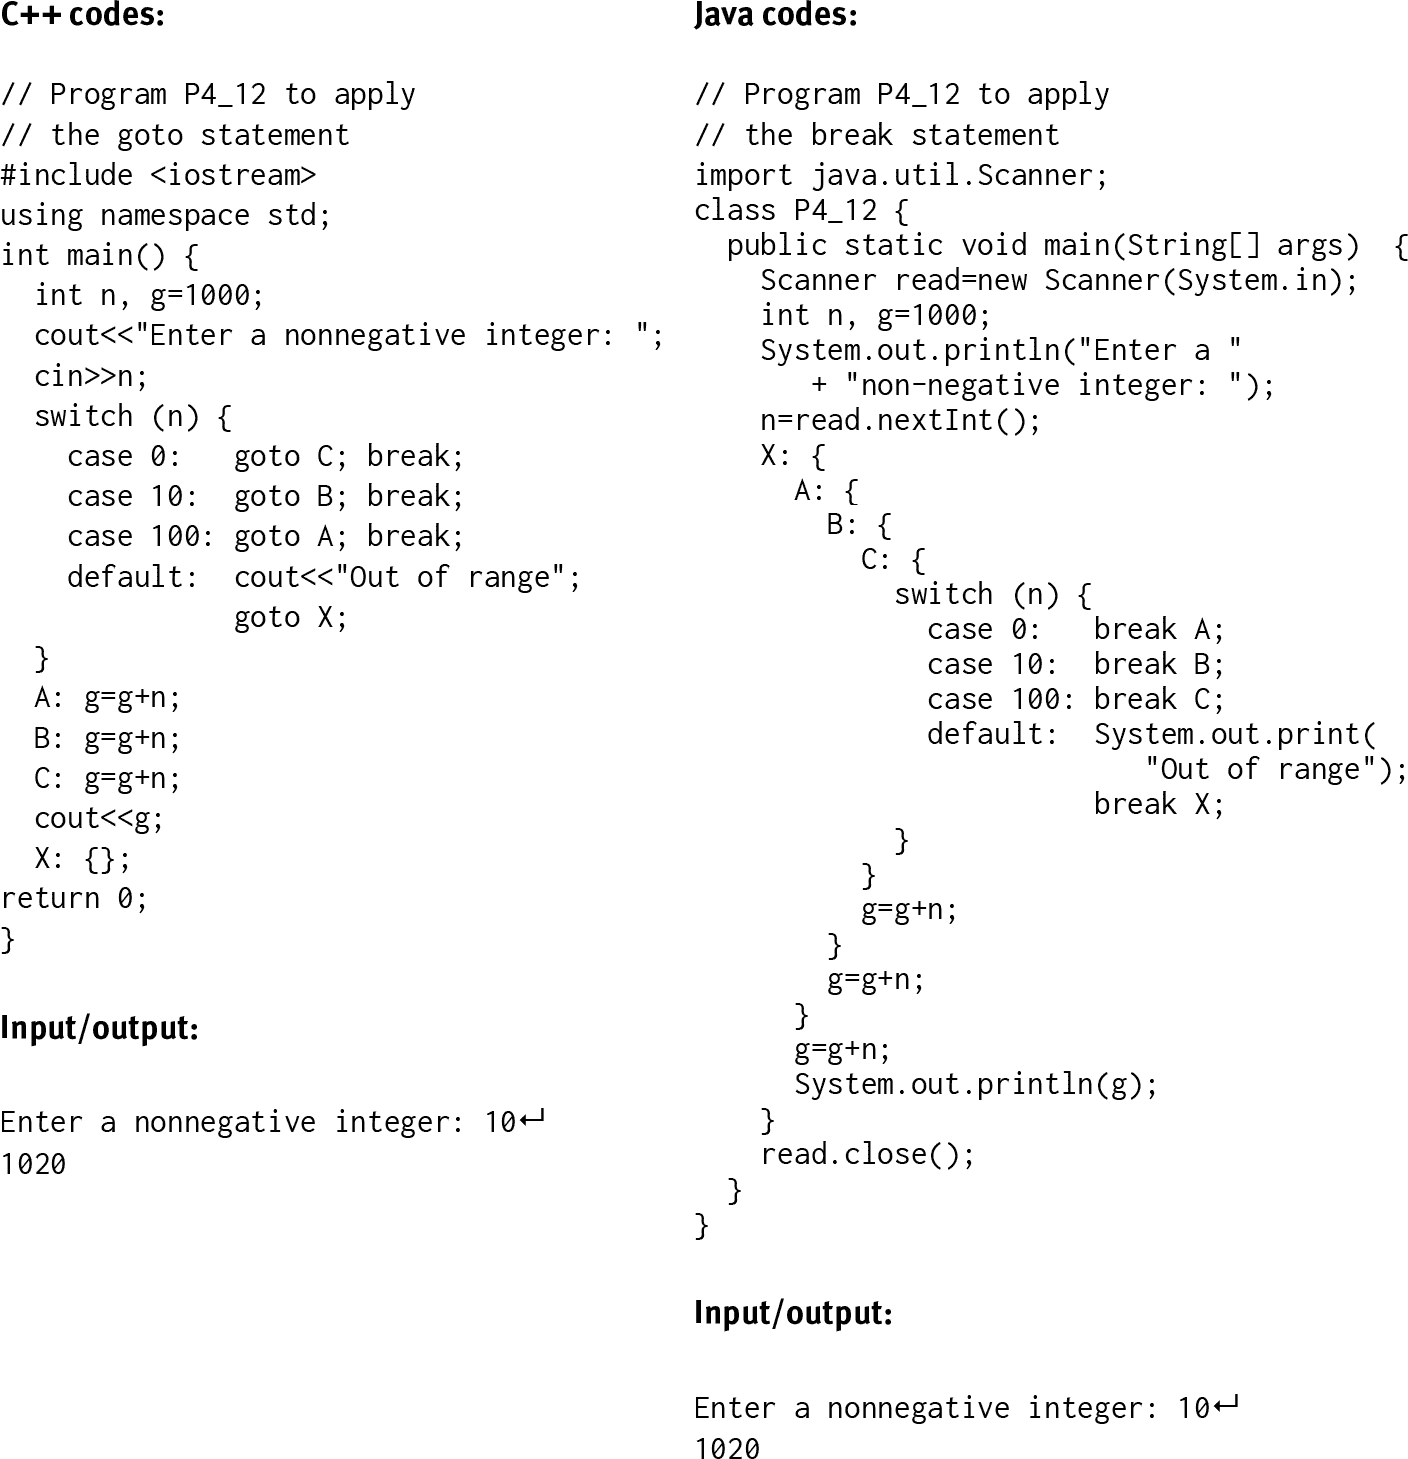 C++ codes:
// Program P4_12 to apply
// the goto statement
#include <iostream>
using namespace std;
int main() {
  int n, g=1000;
  cout<<"Enter a nonnegative integer: ";
  cin>>n;
  switch (n) {
    case 0:   goto C; break;
    case 10:  goto B; break;
    case 100: goto A; break;
    default:  cout<<"Out of range";
              goto X;
  }
  A: g=g+n;
  B: g=g+n;
  C: g=g+n;
  cout<<g;
  X: {};
return 0;
}
Input/output:
Enter a nonnegative integer: 10↵
1020
Java codes:
// Program P4_12 to apply
// the break statement
import java.util.Scanner;
class P4_12 {
  public static void main(String[] args)  {
    Scanner read=new Scanner(System.in);
    int n, g=1000;
    System.out.println("Enter a "
       + "non-negative integer: ");
    n=read.nextInt();
    X: {
      A: {
        B: {
          C: {
            switch (n) {
              case 0:   break A;
              case 10:  break B;
              case 100: break C;
              default:  System.out.print(
                           "Out of range");
                        break X;
            }
          }
          g=g+n;
        }
        g=g+n;
      }
      g=g+n;
      System.out.println(g);
    }
    read.close();
  }
}
Input/output:
Enter a nonnegative integer: 10↵
1020